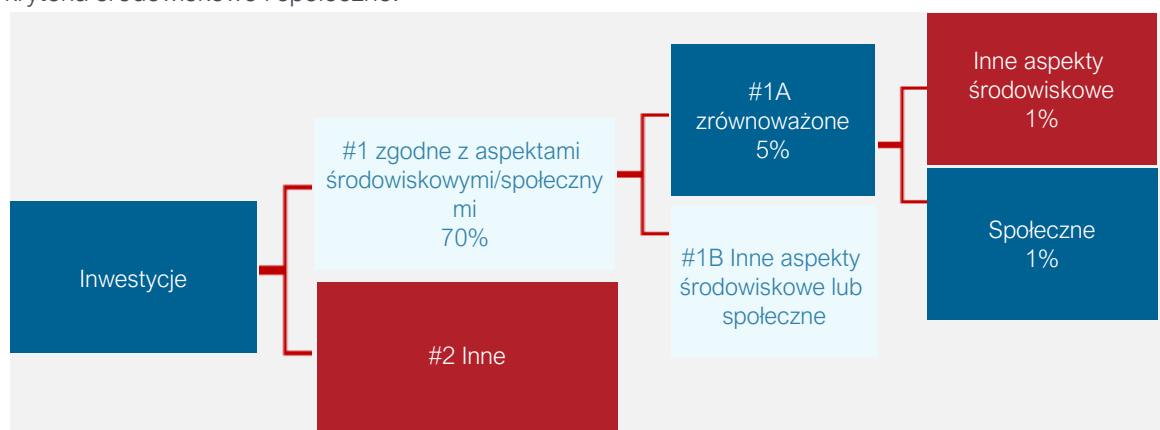 Inwestycje
#1 zgodne z aspektami
środowiskowymi/społeczny
mi
70%
#2 Inne
#1A
zrównoważone
5%
#1B Inne aspekty
środowiskowe lub
społeczne
Inne aspekty
środowiskowe
1%
Społeczne
1%